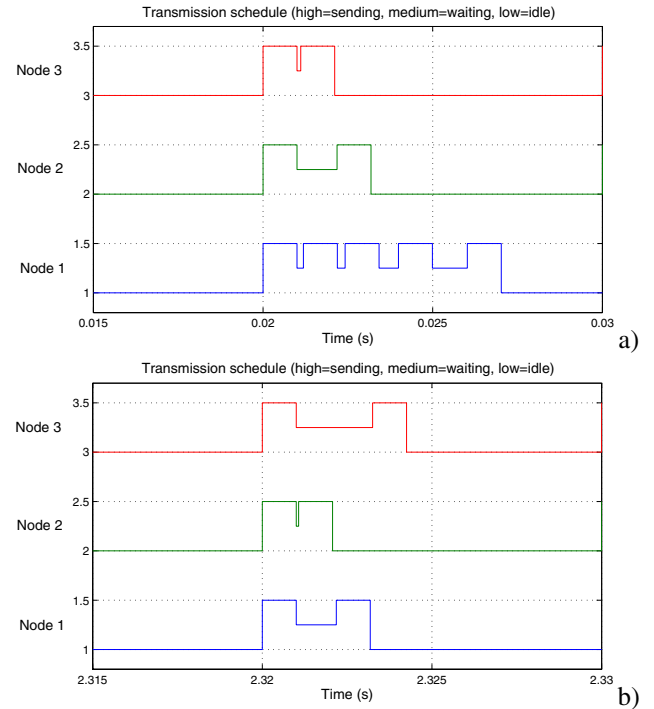 Transmission schedule (high=sending, medium=waiting, low=idle)
3.5
Node 3
3
2.5
Node 2
2
1.5
Node 1
1
0.015 0.02 0.025 0.03
Time (s)
a)
Transmission schedule (high=sending, medium=waiting, low=idle)
3.5
Node 3
3
2.5
Node 2
2
1.5
Node 1
1
2.315 2.32 2.325 2.33
Time (s)
b)